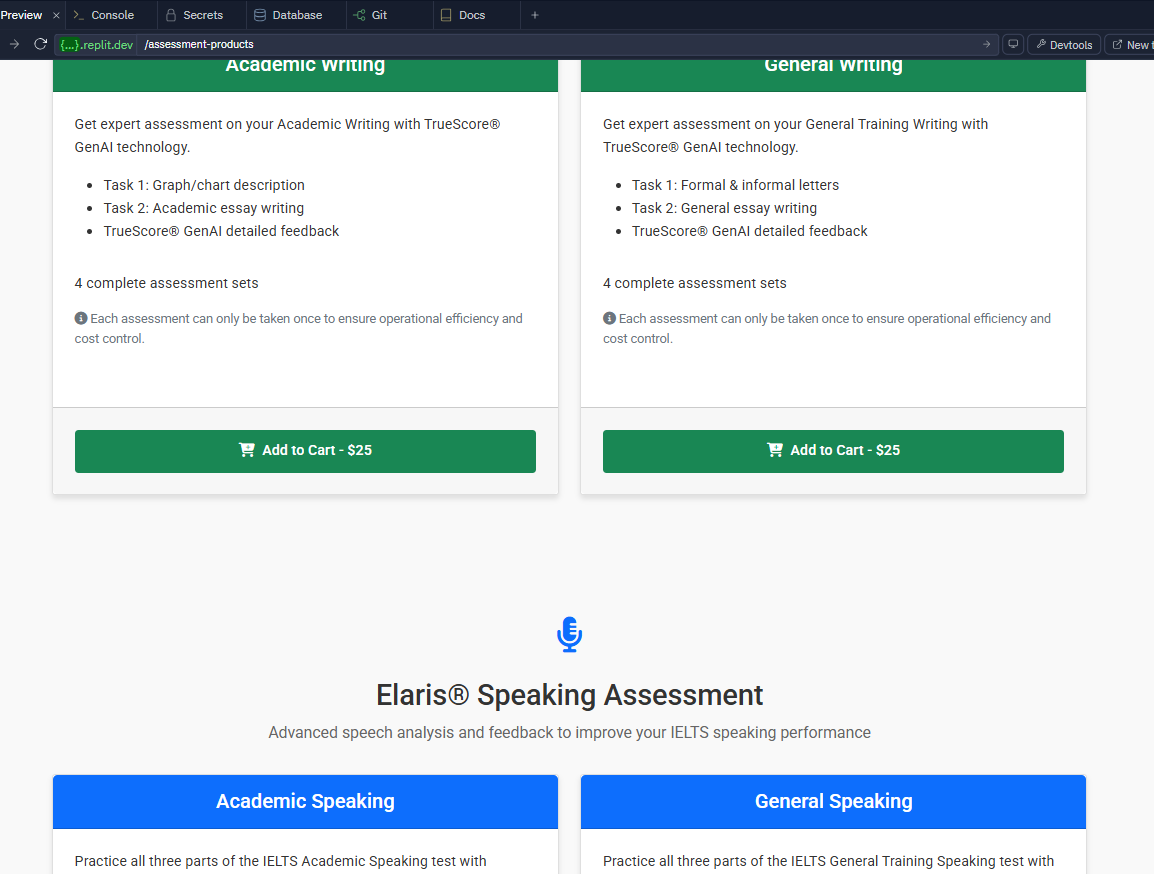 Preview × Console Secrets Database Git Docs +
{...}.replit.dev /assessment-products Devtools New t
Academic Writing
Get expert assessment on your Academic Writing with TrueScore®
GenAI technology.
Task 1: Graph/chart description
Task 2: Academic essay writing
TrueScore® GenAI detailed feedback
4 complete assessment sets
Each assessment can only be taken once to ensure operational efficiency and
cost control.
Add to Cart - $25
General Writing
Get expert assessment on your General Training Writing with
TrueScore® GenAI technology.
Task 1: Formal & informal letters
Task 2: General essay writing
TrueScore® GenAI detailed feedback
4 complete assessment sets
Each assessment can only be taken once to ensure operational efficiency and
cost control.
Add to Cart - $25
Elaris® Speaking Assessment
Advanced speech analysis and feedback to improve your IELTS speaking performance
Academic Speaking
Practice all three parts of the IELTS Academic Speaking test with
General Speaking
Practice all three parts of the IELTS General Training Speaking test with